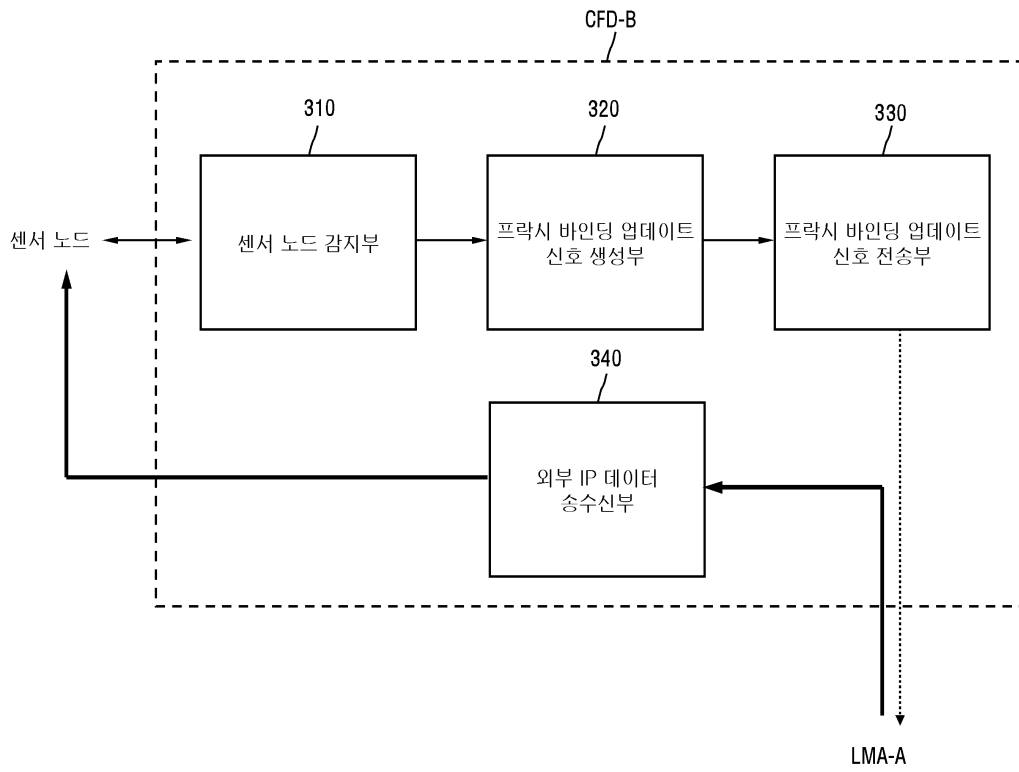 CFD-B
310
320
330
센서 노드
센서 노드 감지부
프락시 바인딩 업데이트
신호 생성부
프락시 바인딩 업데이트
신호 전송부
340
외부 IP 데이터
송수신부
LMA-A